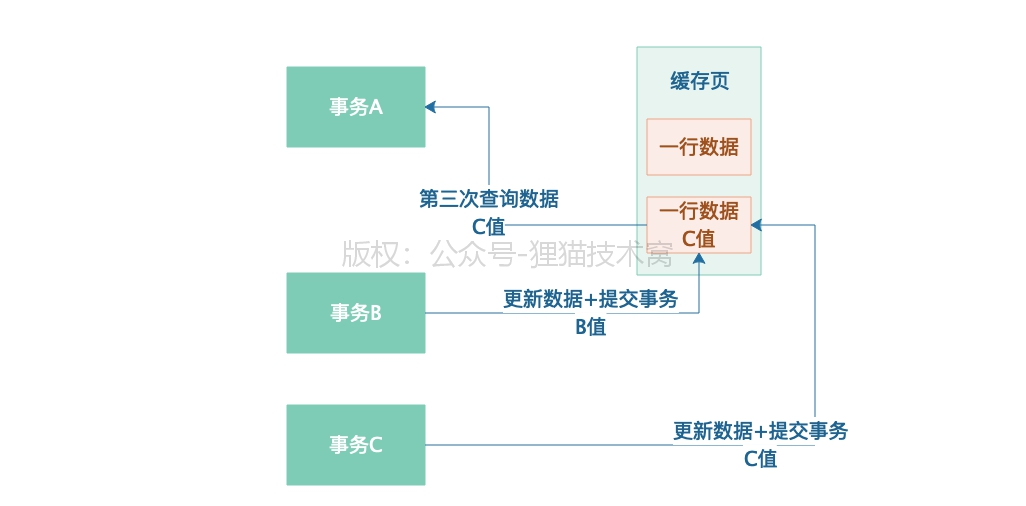 缓存页
事务A
一行数据
第三次查询数据
C值
一行数据
C值
版权：公众号-狸猫技术窝
事务B
更新数据+提交事务
B值
事务C
更新数据+提交事务
C值